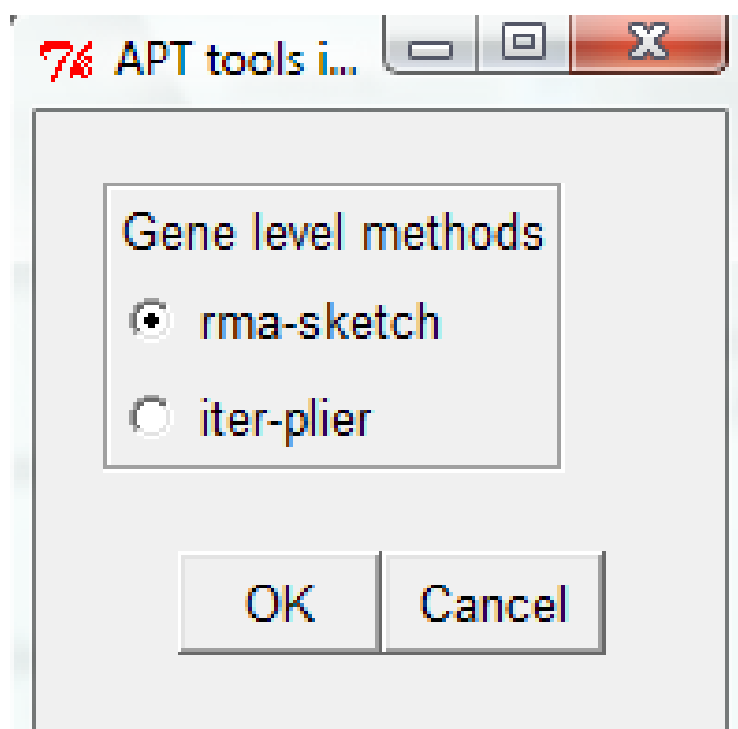 APT tools i...
Gene level methods
rma-sketch
iter-plier
OK Cancel